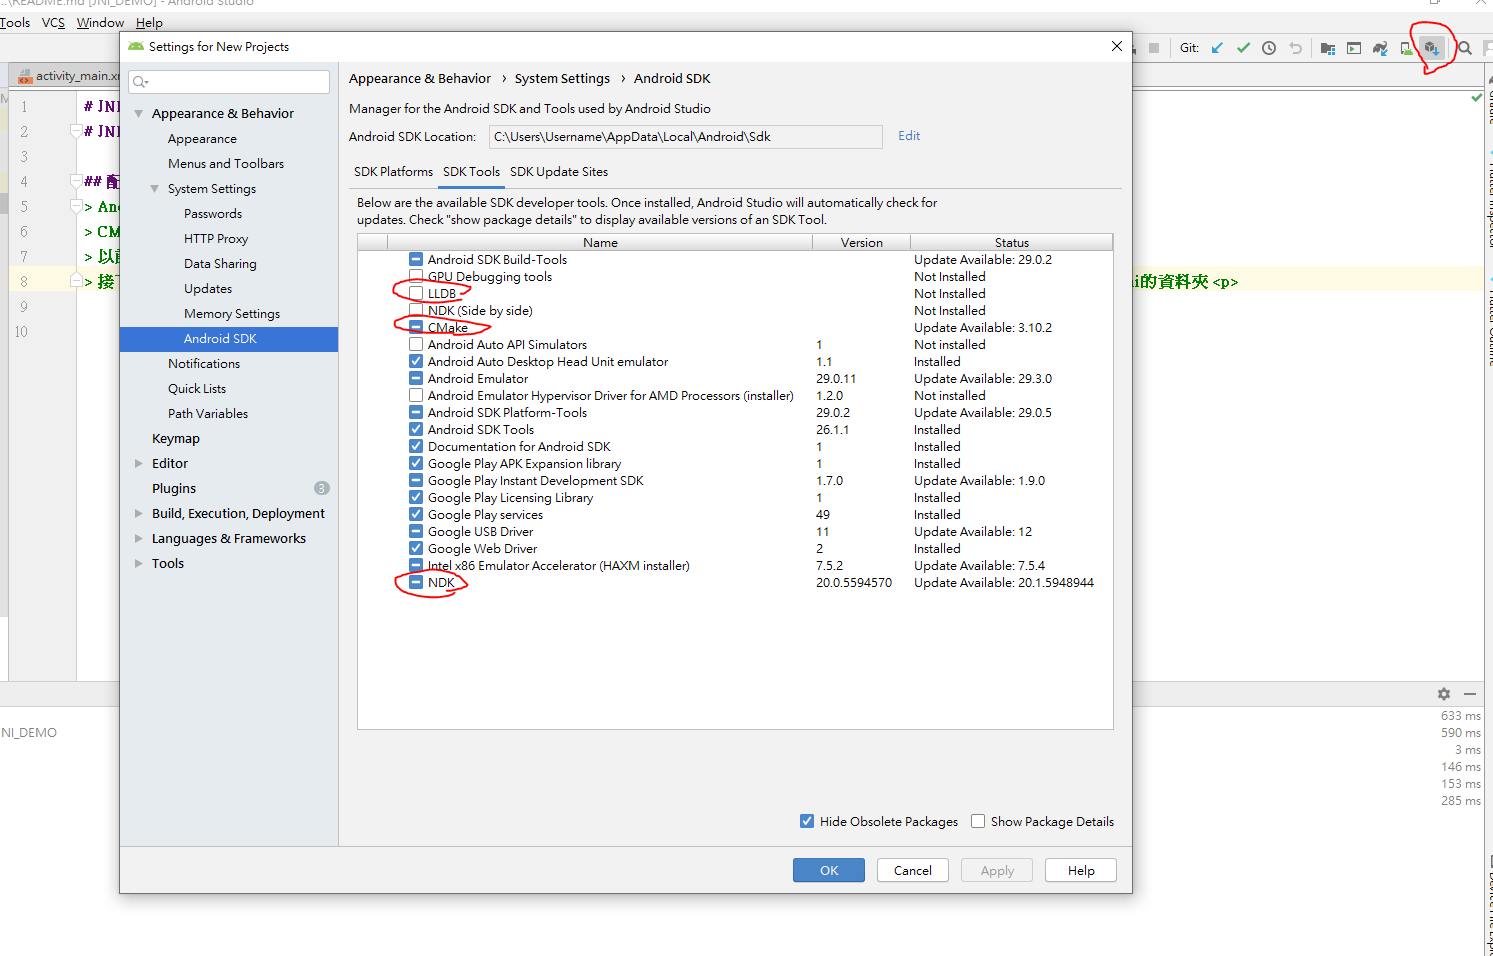 ..\README.md [JNI_DEMO] - Android Studio
Tools VCS Window Help
Git:
activity_main.x
Settings for New Projects
Appearance & Behavior
Appearance
Menus and Toolbars
System Settings
Passwords
HTTP Proxy
Data Sharing
Updates
Memory Settings
Android SDK
Notifications
Quick Lists
Path Variables
Keymap
Editor
Plugins 3
Build, Execution, Deployment
Languages & Frameworks
Tools
Appearance & Behavior › System Settings › Android SDK
Manager for the Android SDK and Tools used by Android Studio
Android SDK Location: C:\Users\Username\AppData\Local\Android\Sdk Edit
SDK Platforms SDK Tools SDK Update Sites
Below are the available SDK developer tools. Once installed, Android Studio will automatically check for
updates. Check "show package details" to display available versions of an SDK Tool.
Name Version Status
Android SDK Build-Tools Update Available: 29.0.2
GPU Debugging tools Not Installed
LLDB Not Installed
NDK (Side by side) Not Installed
CMake Update Available: 3.10.2
Android Auto API Simulators 1 Not installed
Android Auto Desktop Head Unit emulator 1.1 Installed
Android Emulator 29.0.11 Update Available: 29.3.0
Android Emulator Hypervisor Driver for AMD Processors (installer) 1.2.0 Not installed
Android SDK Platform-Tools 29.0.2 Update Available: 29.0.5
Android SDK Tools 26.1.1 Installed
Documentation for Android SDK 1 Installed
Google Play APK Expansion library 1 Installed
Google Play Instant Development SDK 1.7.0 Update Available: 1.9.0
Google Play Licensing Library 1 Installed
Google Play services 49 Installed
Google USB Driver 11 Update Available: 12
Google Web Driver 2 Installed
Intel x86 Emulator Accelerator (HAXM installer) 7.5.2 Update Available: 7.5.4
NDK 20.0.5594570 Update Available: 20.1.5948944
Hide Obsolete Packages Show Package Details
OK Cancel Apply Help
1 # JNI
2 # JNI
3
4 ## 配
5 > An
6 > CM
7 > 以
8 > 接 i的資料夾 <p>
9
10
NI_DEMO
633 ms
590 ms
3 ms
146 ms
153 ms
285 ms